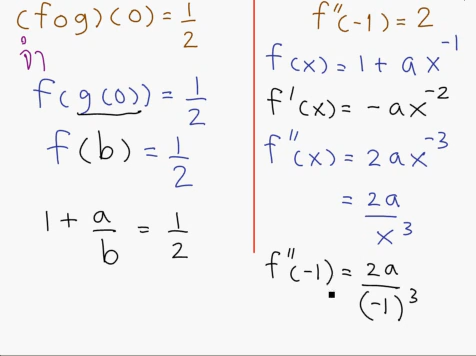 (fog)(0) = 1/2
จำ
f(g(0)) = 1/2
f(b) = 1/2
1 + a/b = 1/2
f''(-1) = 2
f(x) = 1 + ax⁻¹
f'(x) = -ax⁻²
f''(x) = 2ax⁻³
= 2a/x³
f''(-1) = 2a/(-1)³